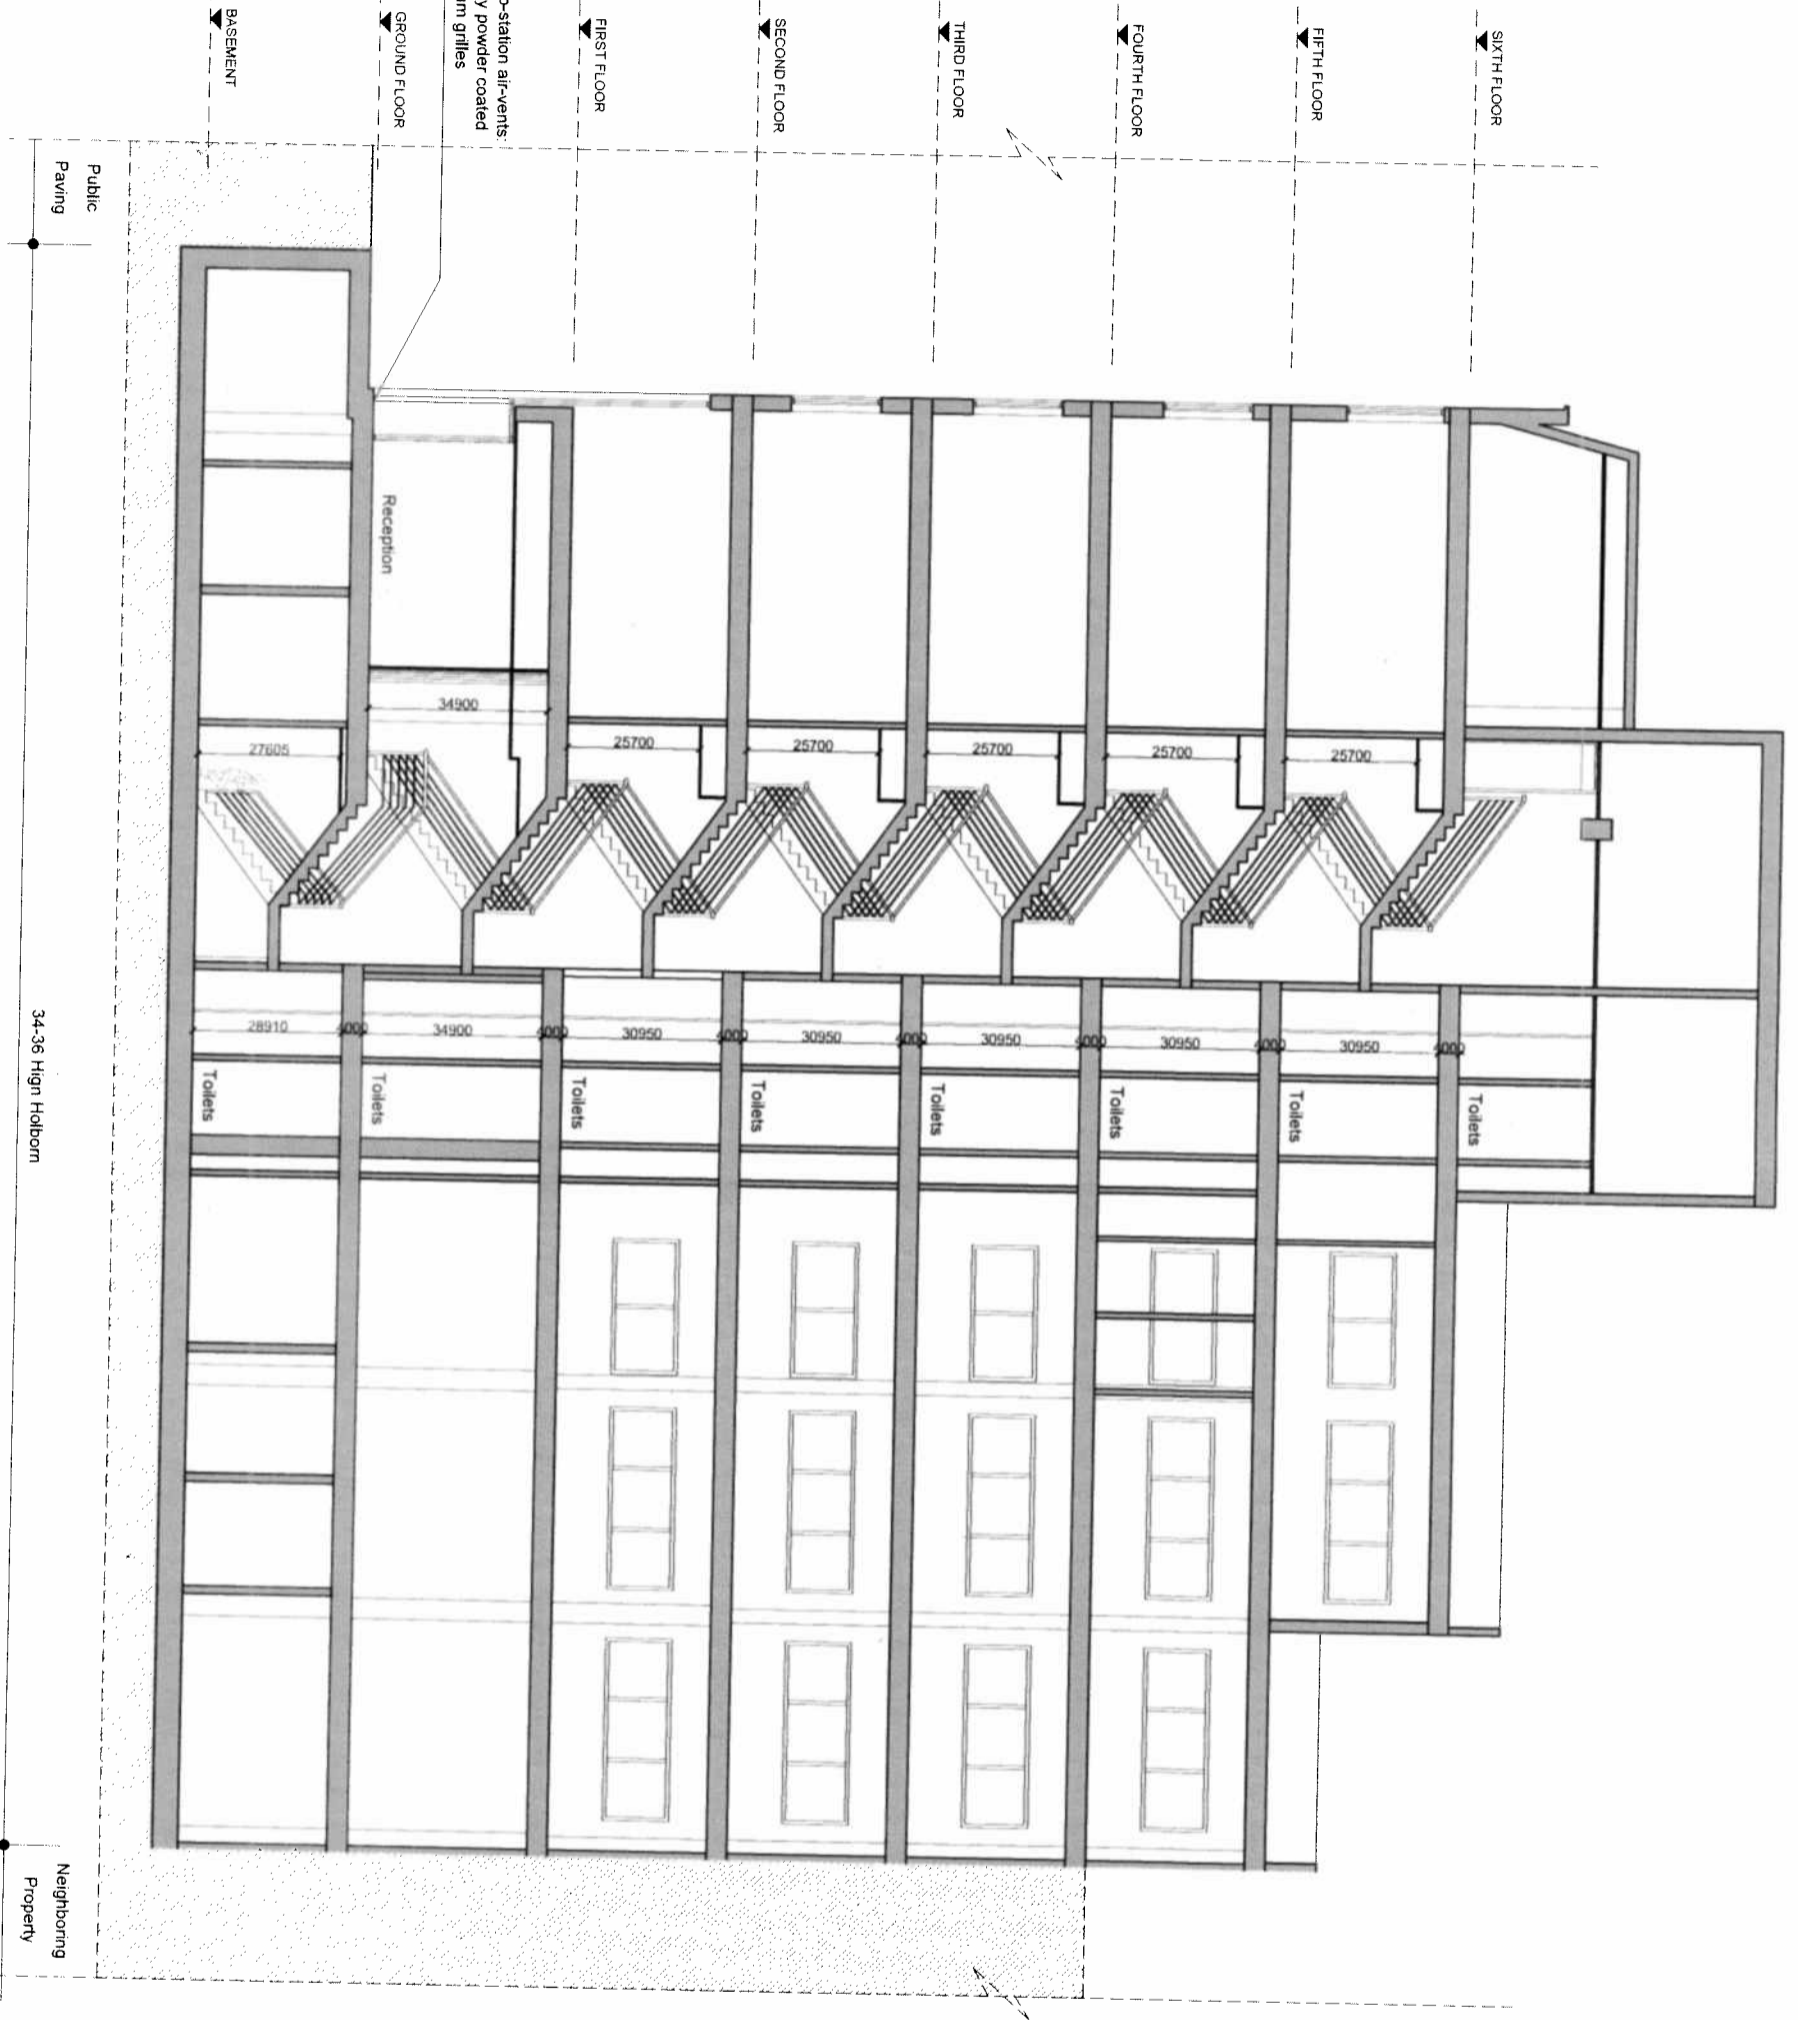 SIXTH FLOOR
Toilets
4000
FIFTH FLOOR
25700
30950
Toilets
4000
FOURTH FLOOR
25700
30950
Toilets
4000
THIRD FLOOR
25700
30950
Toilets
4000
SECOND FLOOR
25700
30950
Toilets
4000
FIRST FLOOR
25700
30950
Toilets
4000
-station air-vents:
powder coated
grilles
Reception
34900
34900
Toilets
GROUND FLOOR
4000
27605
28910
Toilets
BASEMENT
Public
Paving
34-36 Hign Holborn
Neighboring
Property